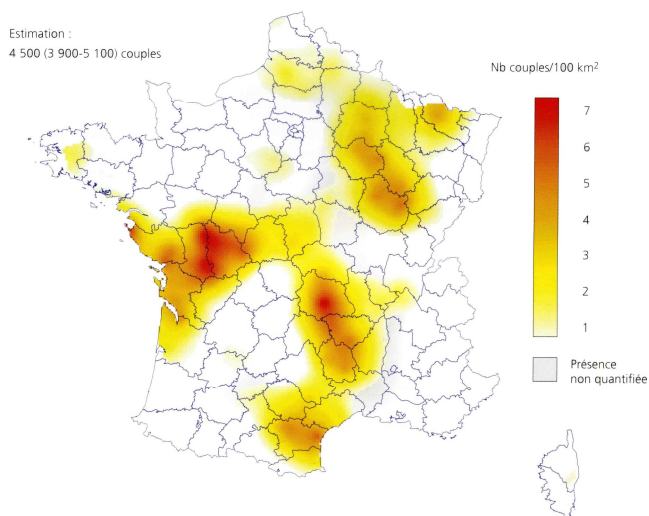 Estimation :
4 500 (3 900-5 100) couples
Nb couples/100 km²
7
6
5
4
3
2
1
Présence
non quantifiée